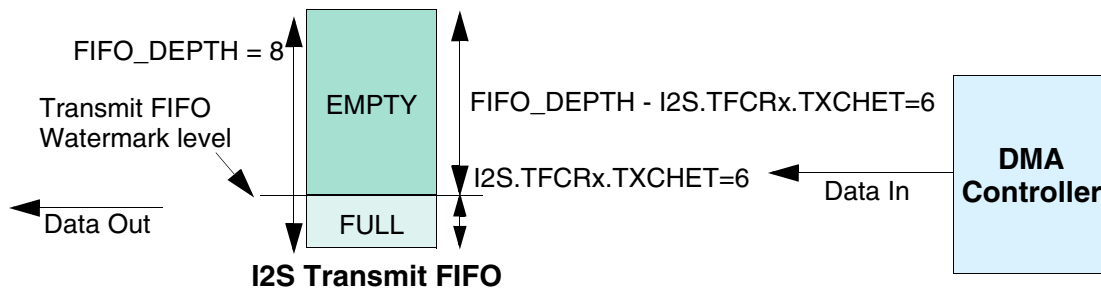 FIFO_DEPTH = 8
Transmit FIFO
Watermark level
EMPTY
FIFO_DEPTH - I2S.TFCRx.TXCHET=6
I2S.TFCRx.TXCHET=6
DMA
Controller
Data In
Data Out
FULL
I2S Transmit FIFO